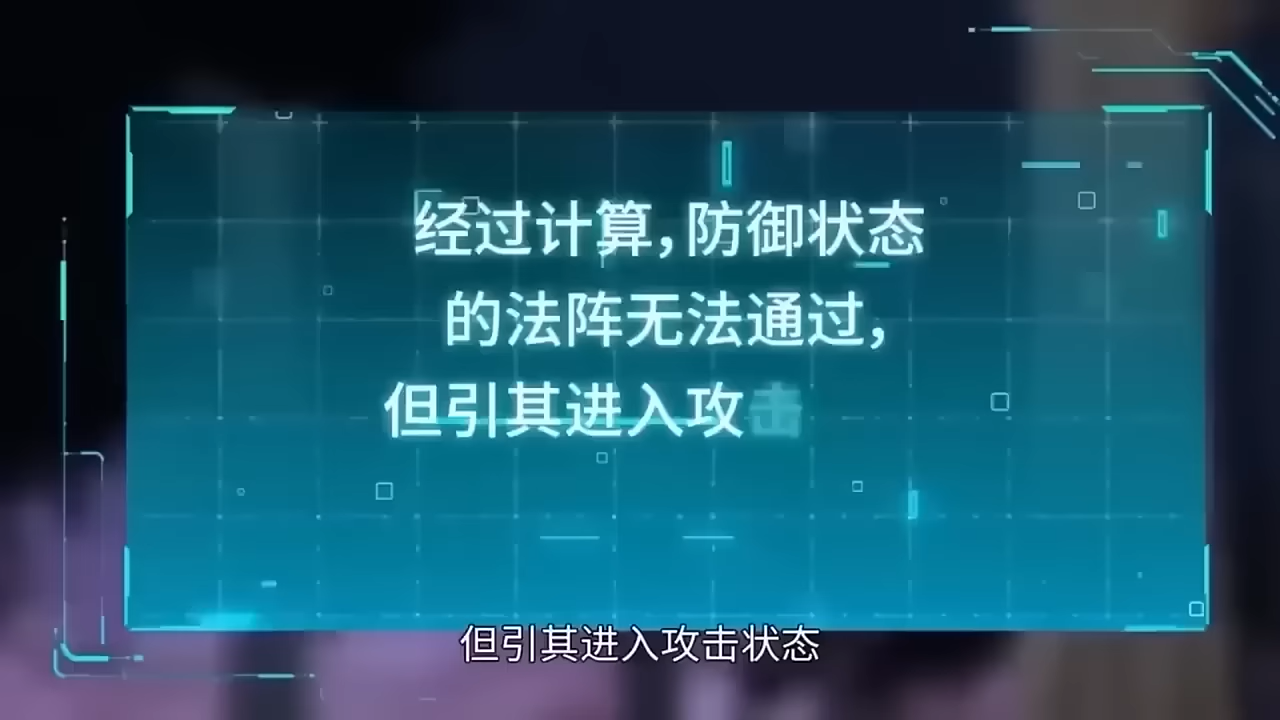 经过计算，防御状态
的法阵无法通过，
但引其进入攻击
但引其进入攻击状态